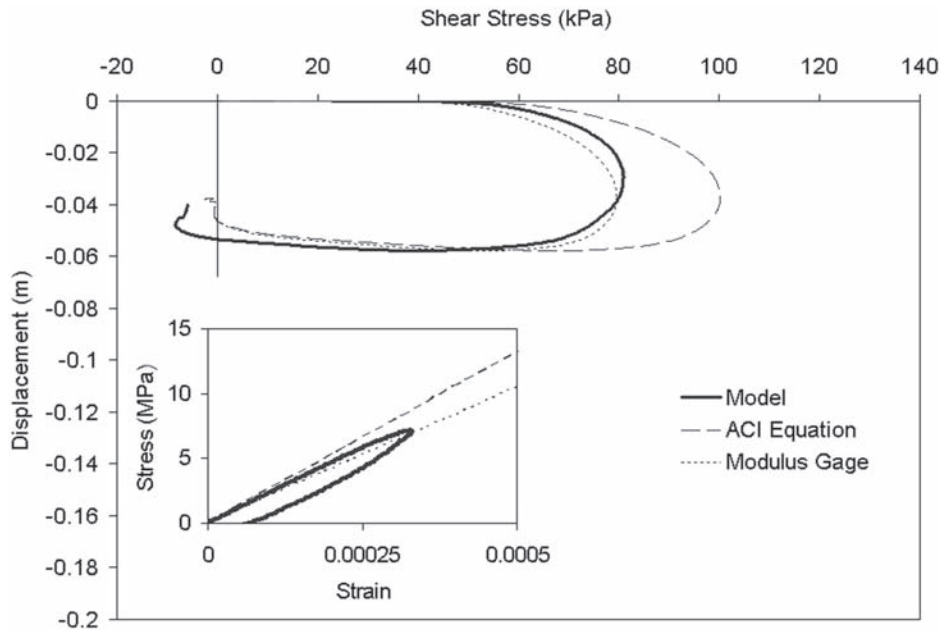 Shear Stress (kPa)
-20 0 20 40 60 80 100 120 140
0
-0.02
-0.04
-0.06
-0.08
-0.1
-0.12
-0.14
-0.16
-0.18
-0.2
Displacement (m)
15
10
5
0
Stress (MPa)
0 0.00025 0.0005
Strain
Model
ACI Equation
Modulus Gage